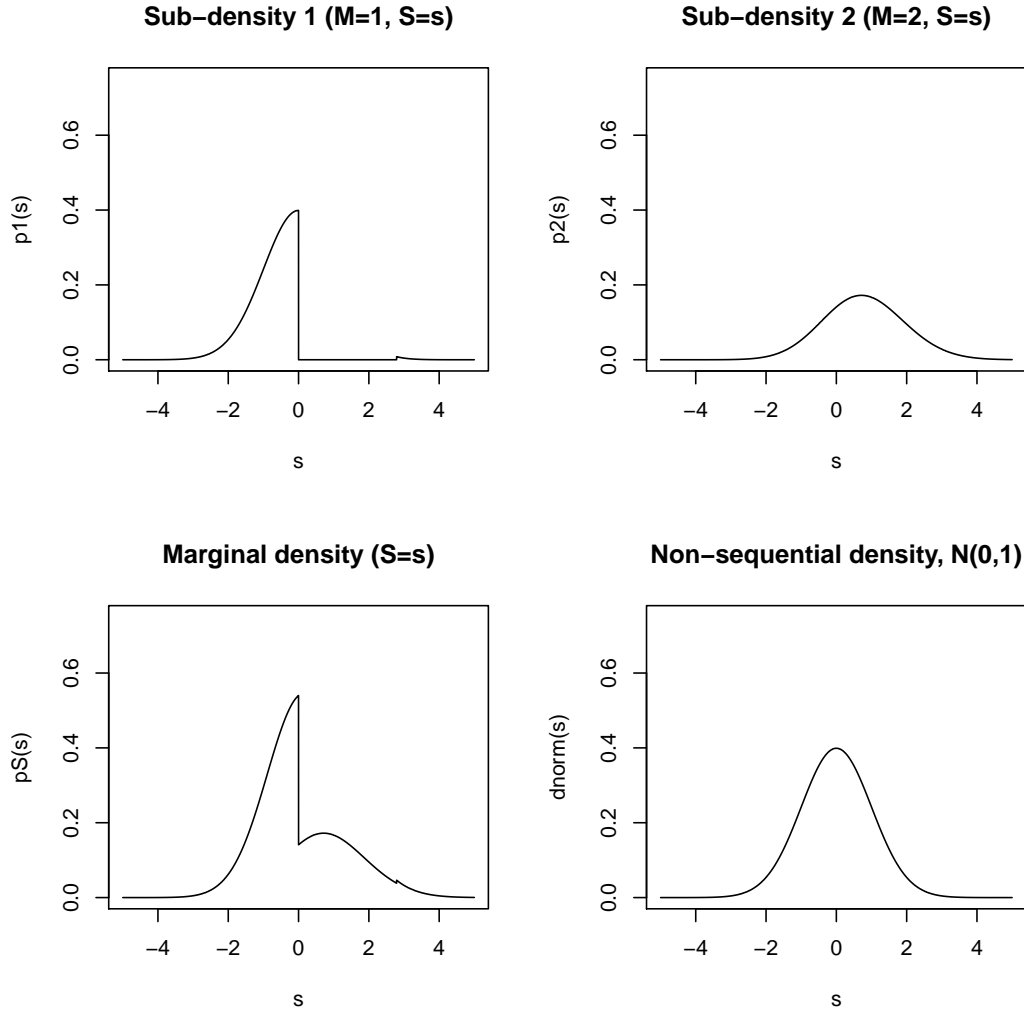 Sub−density 1 (M=1, S=s)
p1(s)
0.6
0.4
0.2
0.0
−4 −2 0 2 4
s
Sub−density 2 (M=2, S=s)
p2(s)
0.6
0.4
0.2
0.0
−4 −2 0 2 4
s
Marginal density (S=s)
pS(s)
0.6
0.4
0.2
0.0
−4 −2 0 2 4
s
Non−sequential density, N(0,1)
dnorm(s)
0.6
0.4
0.2
0.0
−4 −2 0 2 4
s